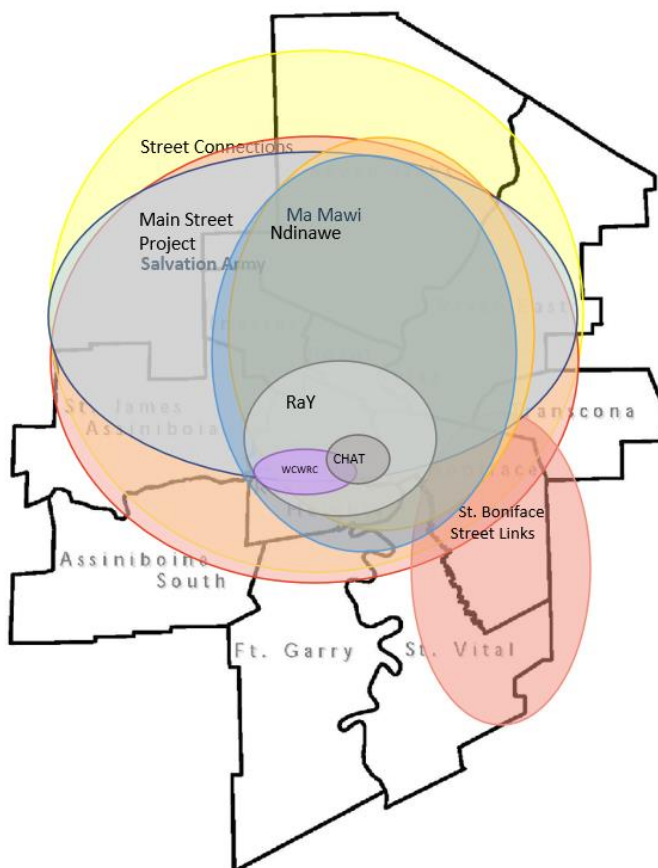 Street Connections
Main Street
Project
Salvation Army
Ma Mawi
Ndinawe
St. James
Assiniboia
RaY
CHAT
WCWRC
St. Boniface
Street Links
Assiniboine
South
Ft. Garry
St. Vital